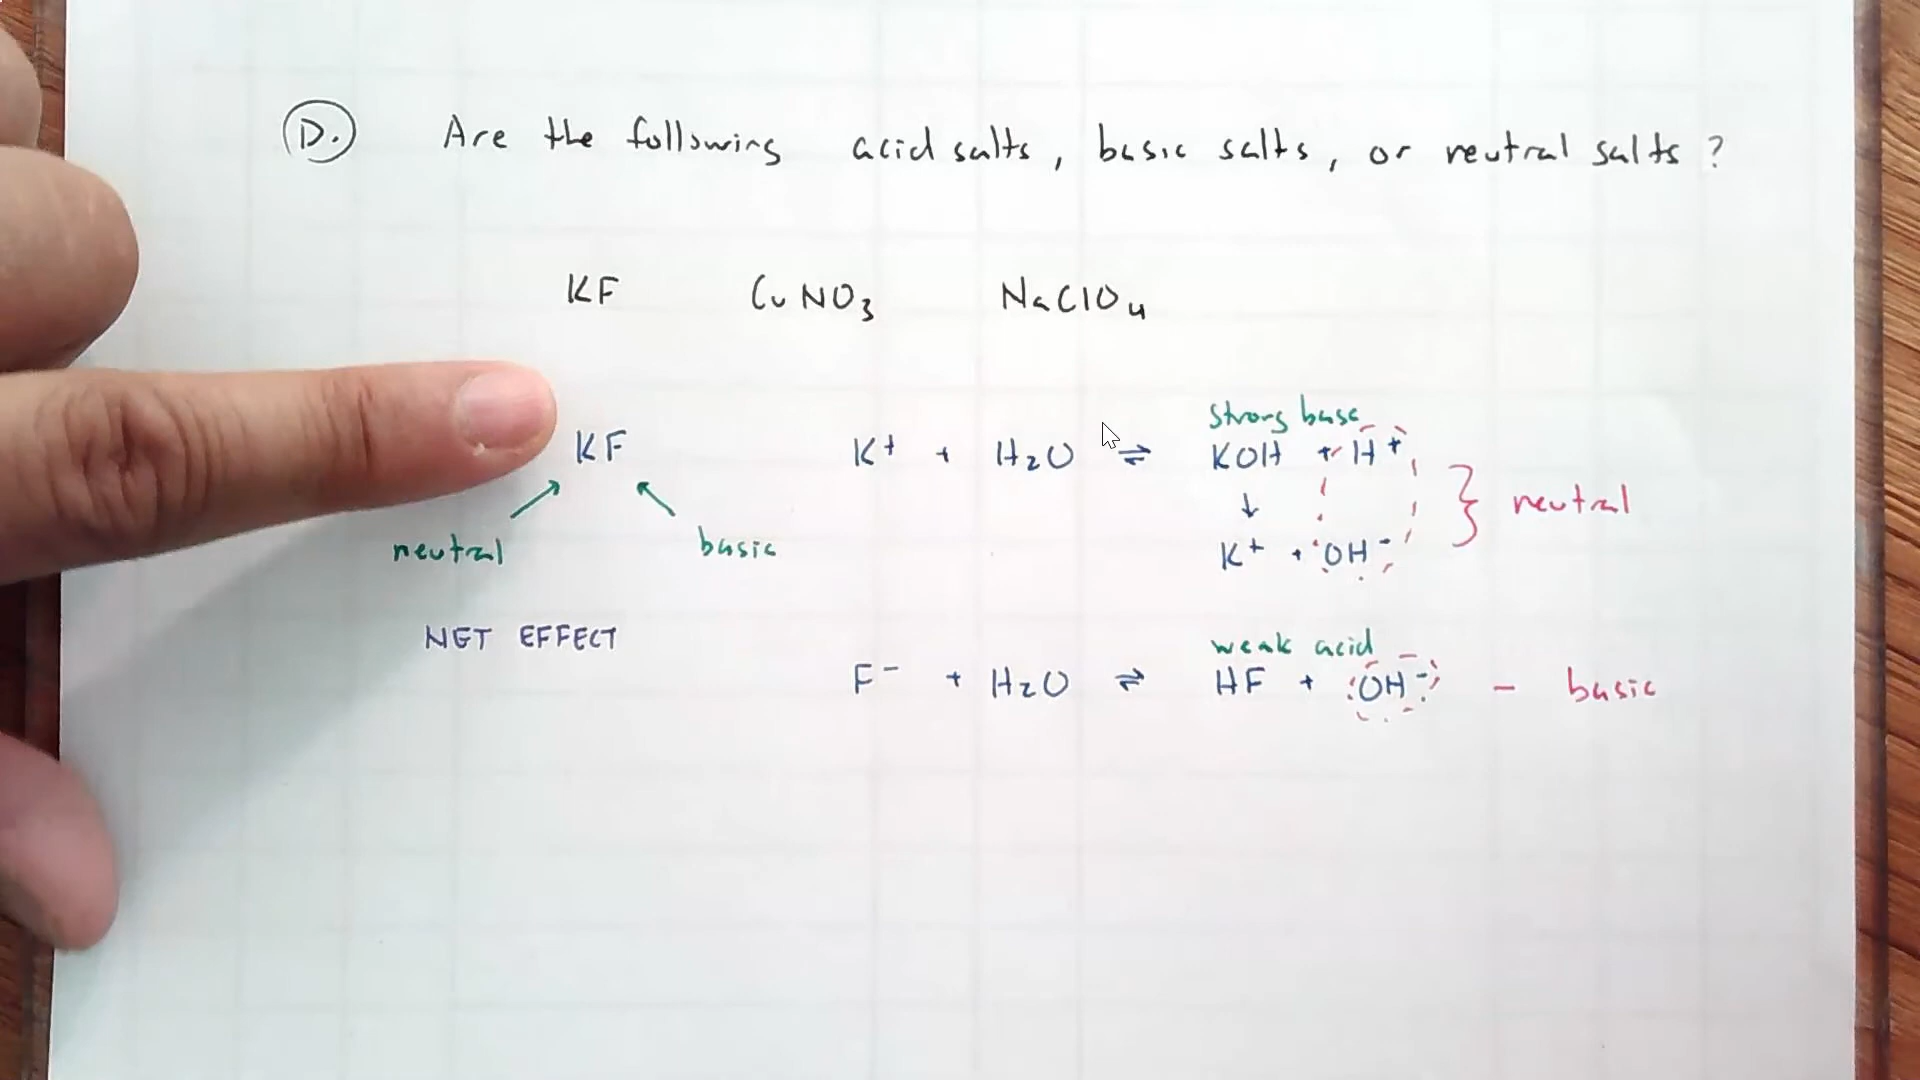 D. Are the following acid salts, basic salts, or neutral salts?
KF CuNO₃ NaClO₄
strong base
KF K⁺ + H₂O ⇌ KOH + H⁺
↓ } neutral
neutral basic K⁺ + OH⁻
NET EFFECT weak acid
F⁻ + H₂O ⇌ HF + OH⁻ – basic